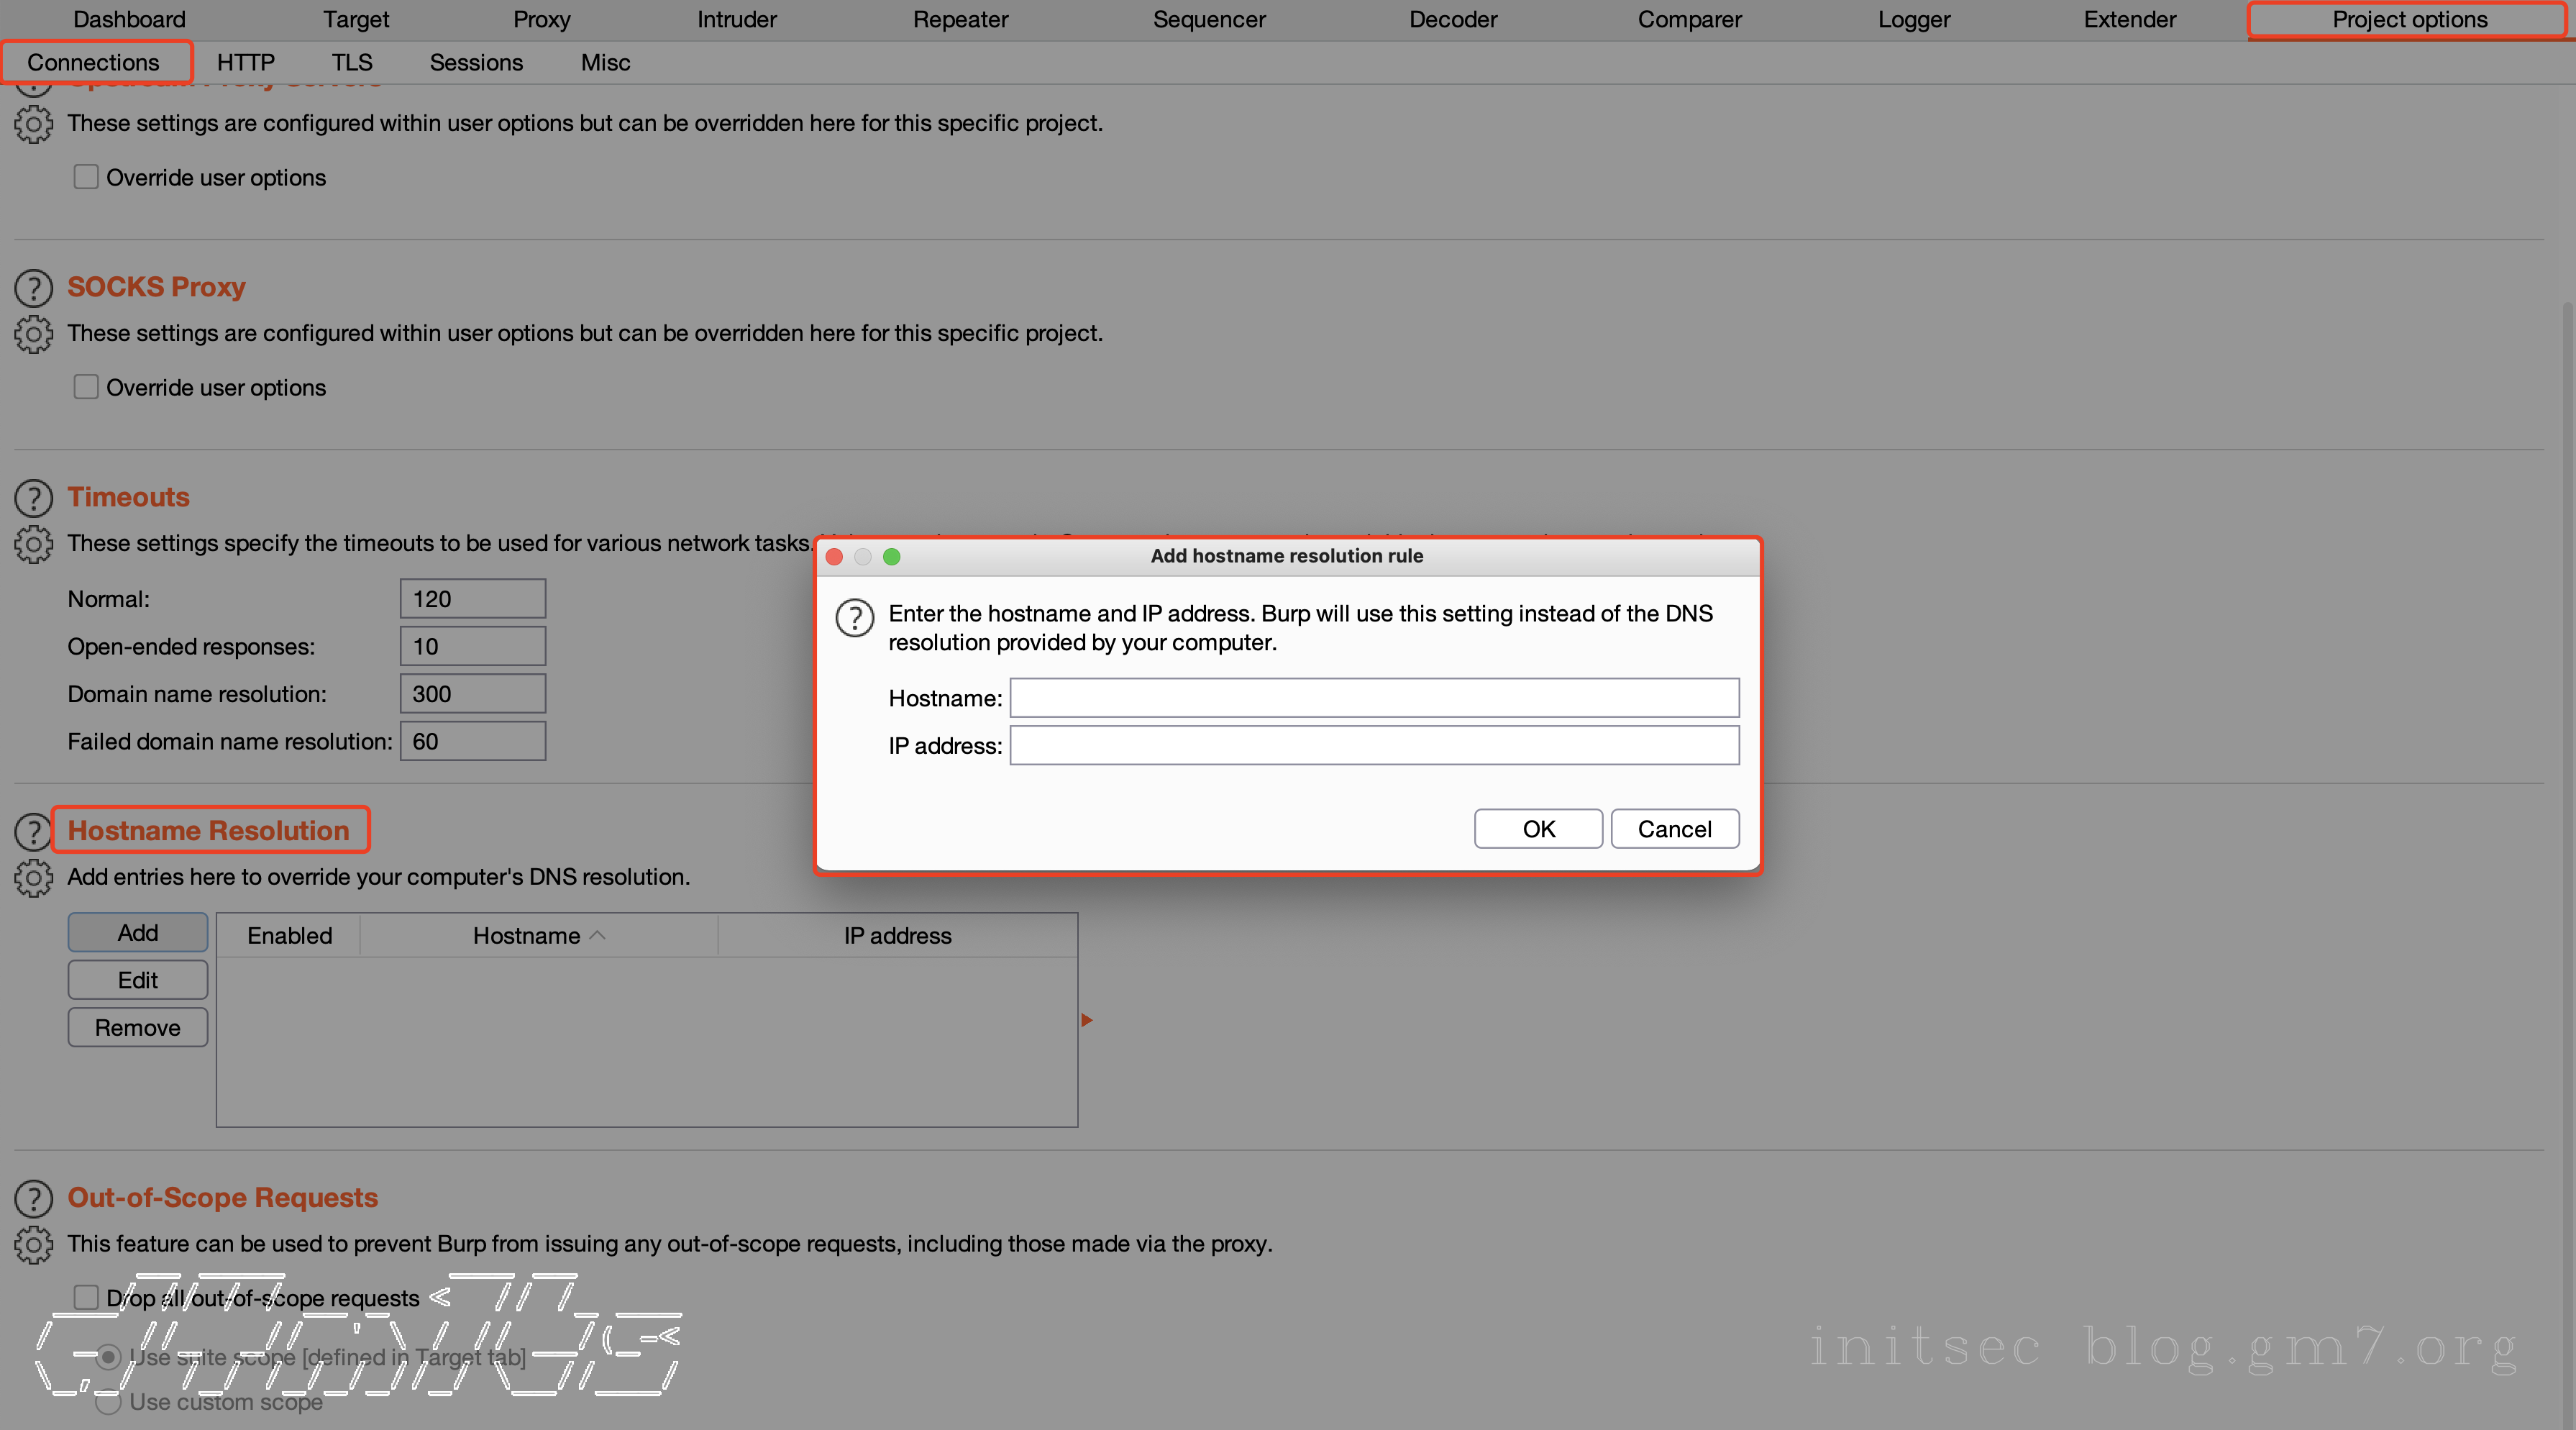 Dashboard Target Proxy Intruder Repeater Sequencer Decoder Comparer Logger Extender Project options
Connections HTTP TLS Sessions Misc
Upstream Proxy Servers
These settings are configured within user options but can be overridden here for this specific project.
Override user options
SOCKS Proxy
These settings are configured within user options but can be overridden here for this specific project.
Override user options
Timeouts
These settings specify the timeouts to be used for various network tasks.
Normal: 120
Open-ended responses: 10
Domain name resolution: 300
Failed domain name resolution: 60
Add hostname resolution rule
Enter the hostname and IP address. Burp will use this setting instead of the DNS
resolution provided by your computer.
Hostname:
IP address:
OK Cancel
Hostname Resolution
Add entries here to override your computer's DNS resolution.
Add
Edit
Remove
Enabled Hostname IP address
Out-of-Scope Requests
This feature can be used to prevent Burp from issuing any out-of-scope requests, including those made via the proxy.
Drop all out-of-scope requests
Use suite scope [defined in Target tab]
Use custom scope
initsec blog.gm7.org